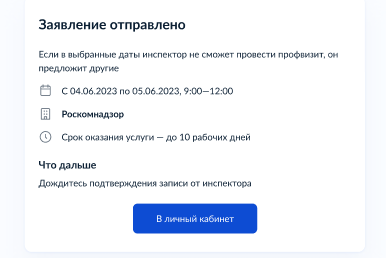 Заявление отправлено
Если в выбранные даты инспектор не сможет провести профвизит, он
предложит другие
С 04.06.2023 по 05.06.2023, 9:00—12:00
Роскомнадзор
Срок оказания услуги — до 10 рабочих дней
Что дальше
Дождитесь подтверждения записи от инспектора
В личный кабинет